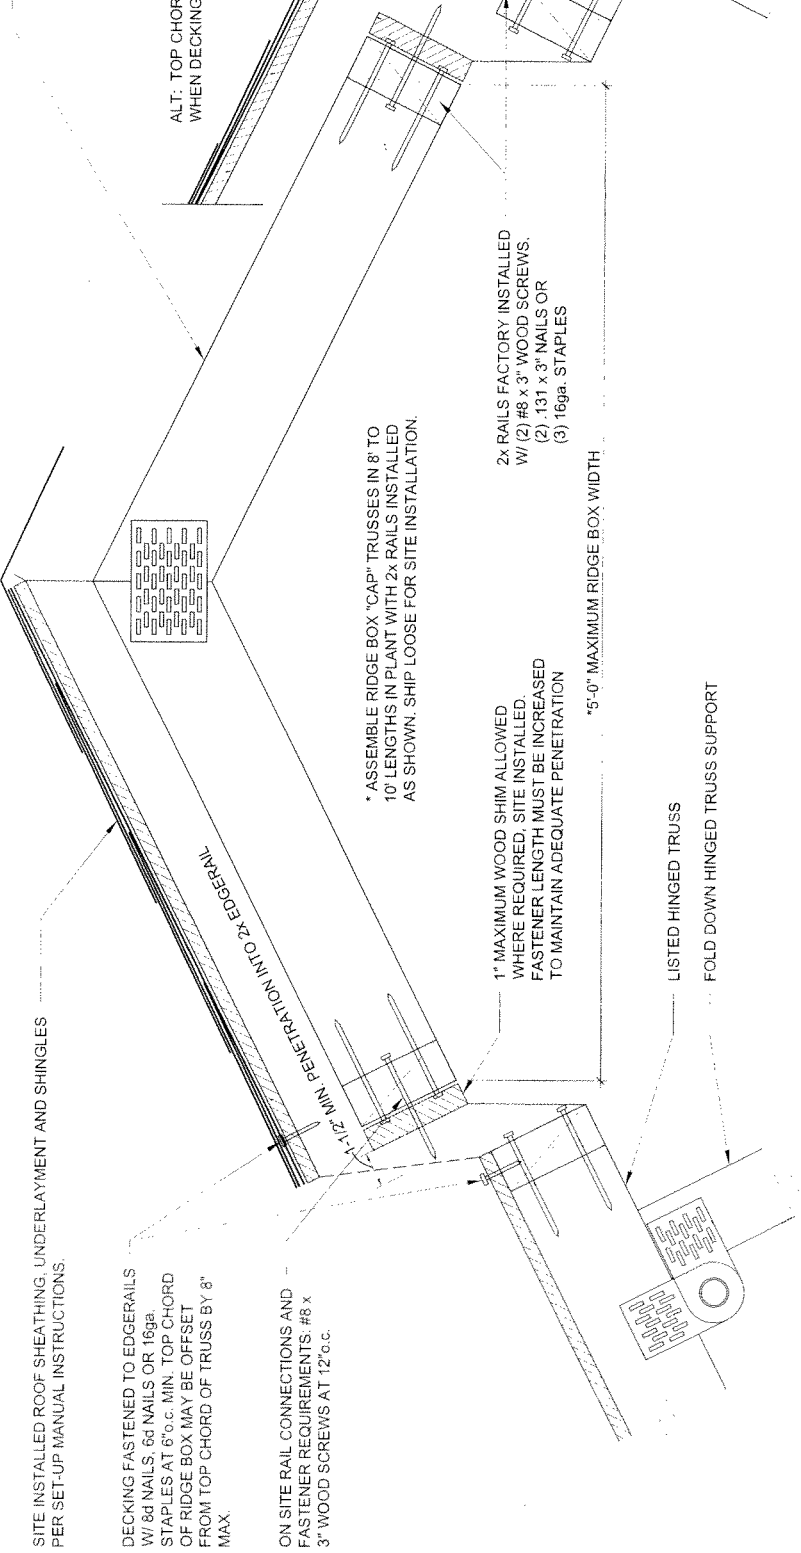 SITE INSTALLED ROOF SHEATHING, UNDERLAYMENT AND SHINGLES
PER SET-UP MANUAL INSTRUCTIONS.
DECKING FASTENED TO EDGERAILS
W/ 8d NAILS, 6d NAILS OR 16ga.
STAPLES AT 6"o.c. MIN. TOP CHORD
OF RIDGE BOX MAY BE OFFSET
FROM TOP CHORD OF TRUSS BY 8"
MAX.
ON SITE RAIL CONNECTIONS AND
FASTENER REQUIREMENTS: #8 x
3" WOOD SCREWS AT 12"o.c.
1-1/2" MIN. PENETRATION INTO 2x EDGERAIL
ALT: TOP CHOR
WHEN DECKING
* ASSEMBLE RIDGE BOX "CAP" TRUSSES IN 8' TO
10' LENGTHS IN PLANT WITH 2x RAILS INSTALLED
AS SHOWN. SHIP LOOSE FOR SITE INSTALLATION.
2x RAILS FACTORY INSTALLED
W/ (2) #8 x 3" WOOD SCREWS,
(2) .131 x 3" NAILS OR
(3) 16ga. STAPLES
1" MAXIMUM WOOD SHIM ALLOWED
WHERE REQUIRED, SITE INSTALLED.
FASTENER LENGTH MUST BE INCREASED
TO MAINTAIN ADEQUATE PENETRATION
*5'-0" MAXIMUM RIDGE BOX WIDTH
LISTED HINGED TRUSS
FOLD DOWN HINGED TRUSS SUPPORT